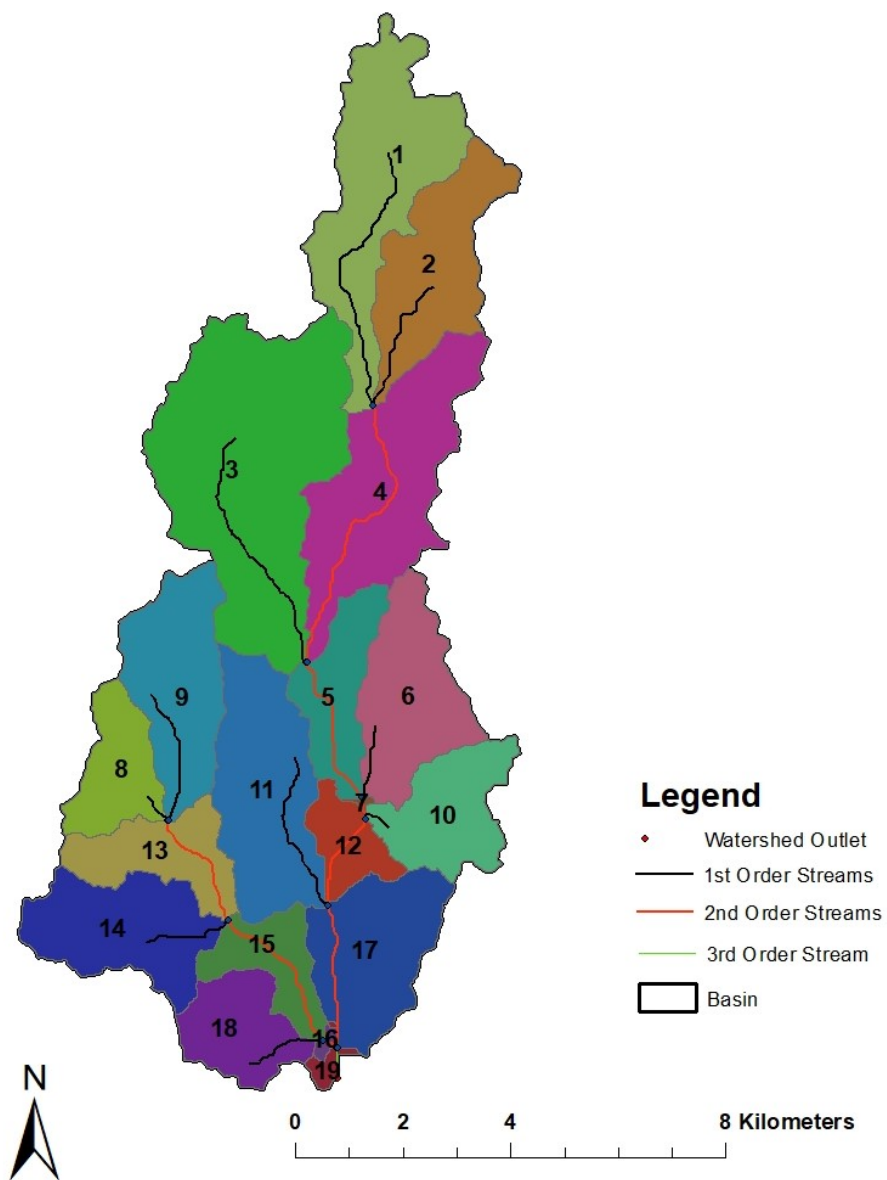 1
2
3
4
5
6
7
8
9
10
11
12
13
14
15
16
17
18
19
Legend
Watershed Outlet
1st Order Streams
2nd Order Streams
3rd Order Stream
Basin
N
0 2 4 8 Kilometers